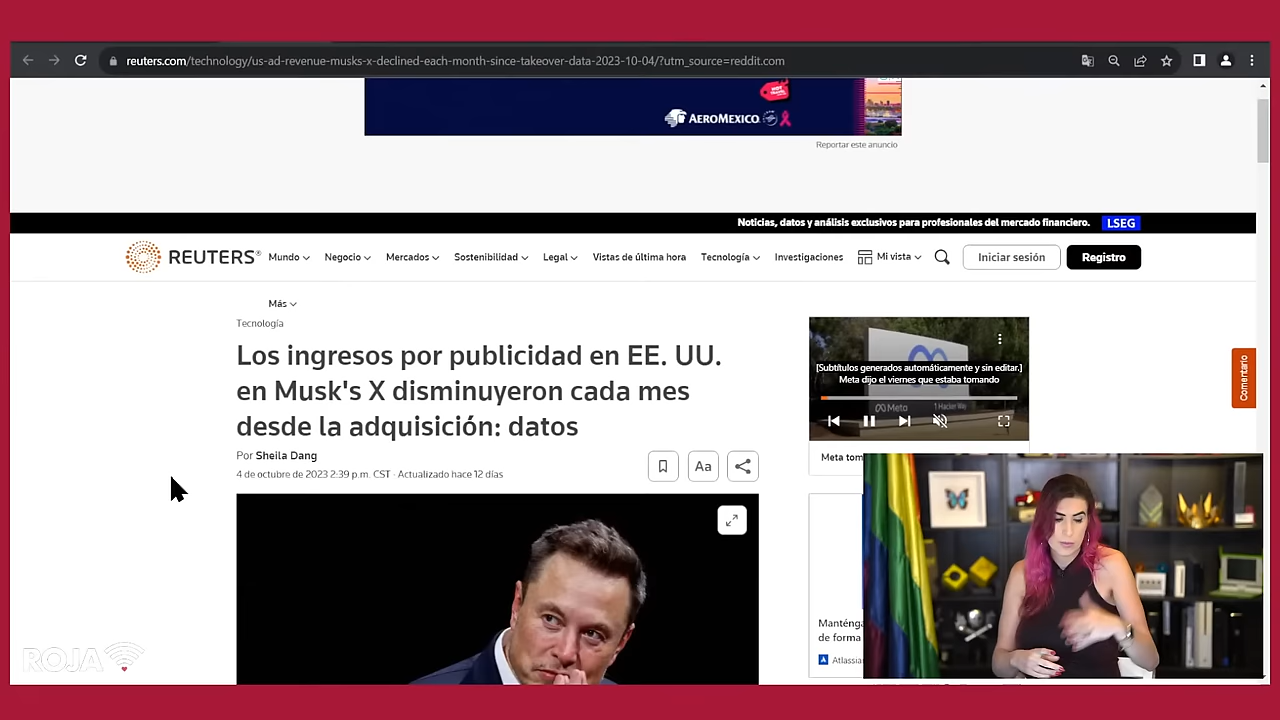 reuters.com/technology/us-ad-revenue-musks-x-declined-each-month-since-takeover-data-2023-10-04/?utm_source=reddit.com
AEROMEXICO
Reportar este anuncio
Noticias, datos y análisis exclusivos para profesionales del mercado financiero. LSEG
REUTERS® Mundo Negocio Mercados Sostenibilidad Legal Vistas de última hora Tecnología Investigaciones Mi vista Iniciar sesión Registro
Más
Tecnología
Los ingresos por publicidad en EE. UU.
en Musk's X disminuyeron cada mes
desde la adquisición: datos
Por Sheila Dang
4 de octubre de 2023 2:39 p.m. CST · Actualizado hace 12 días
Aa
[Subtítulos generados automáticamente y sin editar.]
Meta dijo el viernes que estaba tomando
Meta
1 Hacker Way
Meta tom
Comentario
Manténga
de forma
Atlassia
ROJA